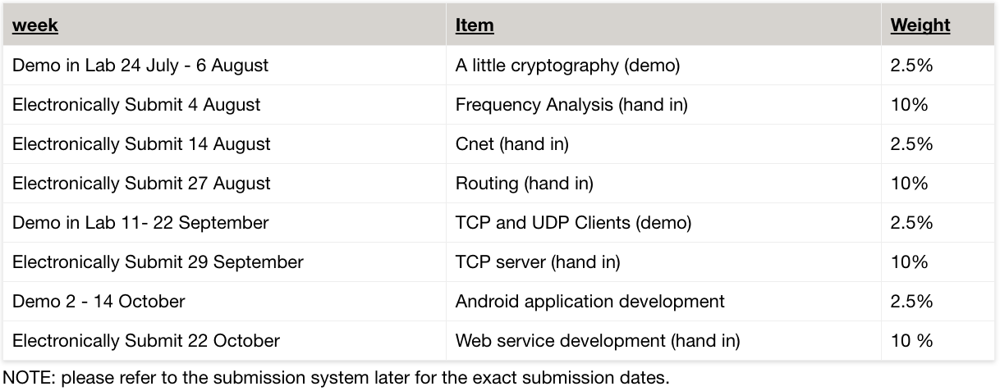 week Item Weight
Demo in Lab 24 July - 6 August A little cryptography (demo) 2.5%
Electronically Submit 4 August Frequency Analysis (hand in) 10%
Electronically Submit 14 August Cnet (hand in) 2.5%
Electronically Submit 27 August Routing (hand in) 10%
Demo in Lab 11- 22 September TCP and UDP Clients (demo) 2.5%
Electronically Submit 29 September TCP server (hand in) 10%
Demo 2 - 14 October Android application development 2.5%
Electronically Submit 22 October Web service development (hand in) 10 %
NOTE: please refer to the submission system later for the exact submission dates.